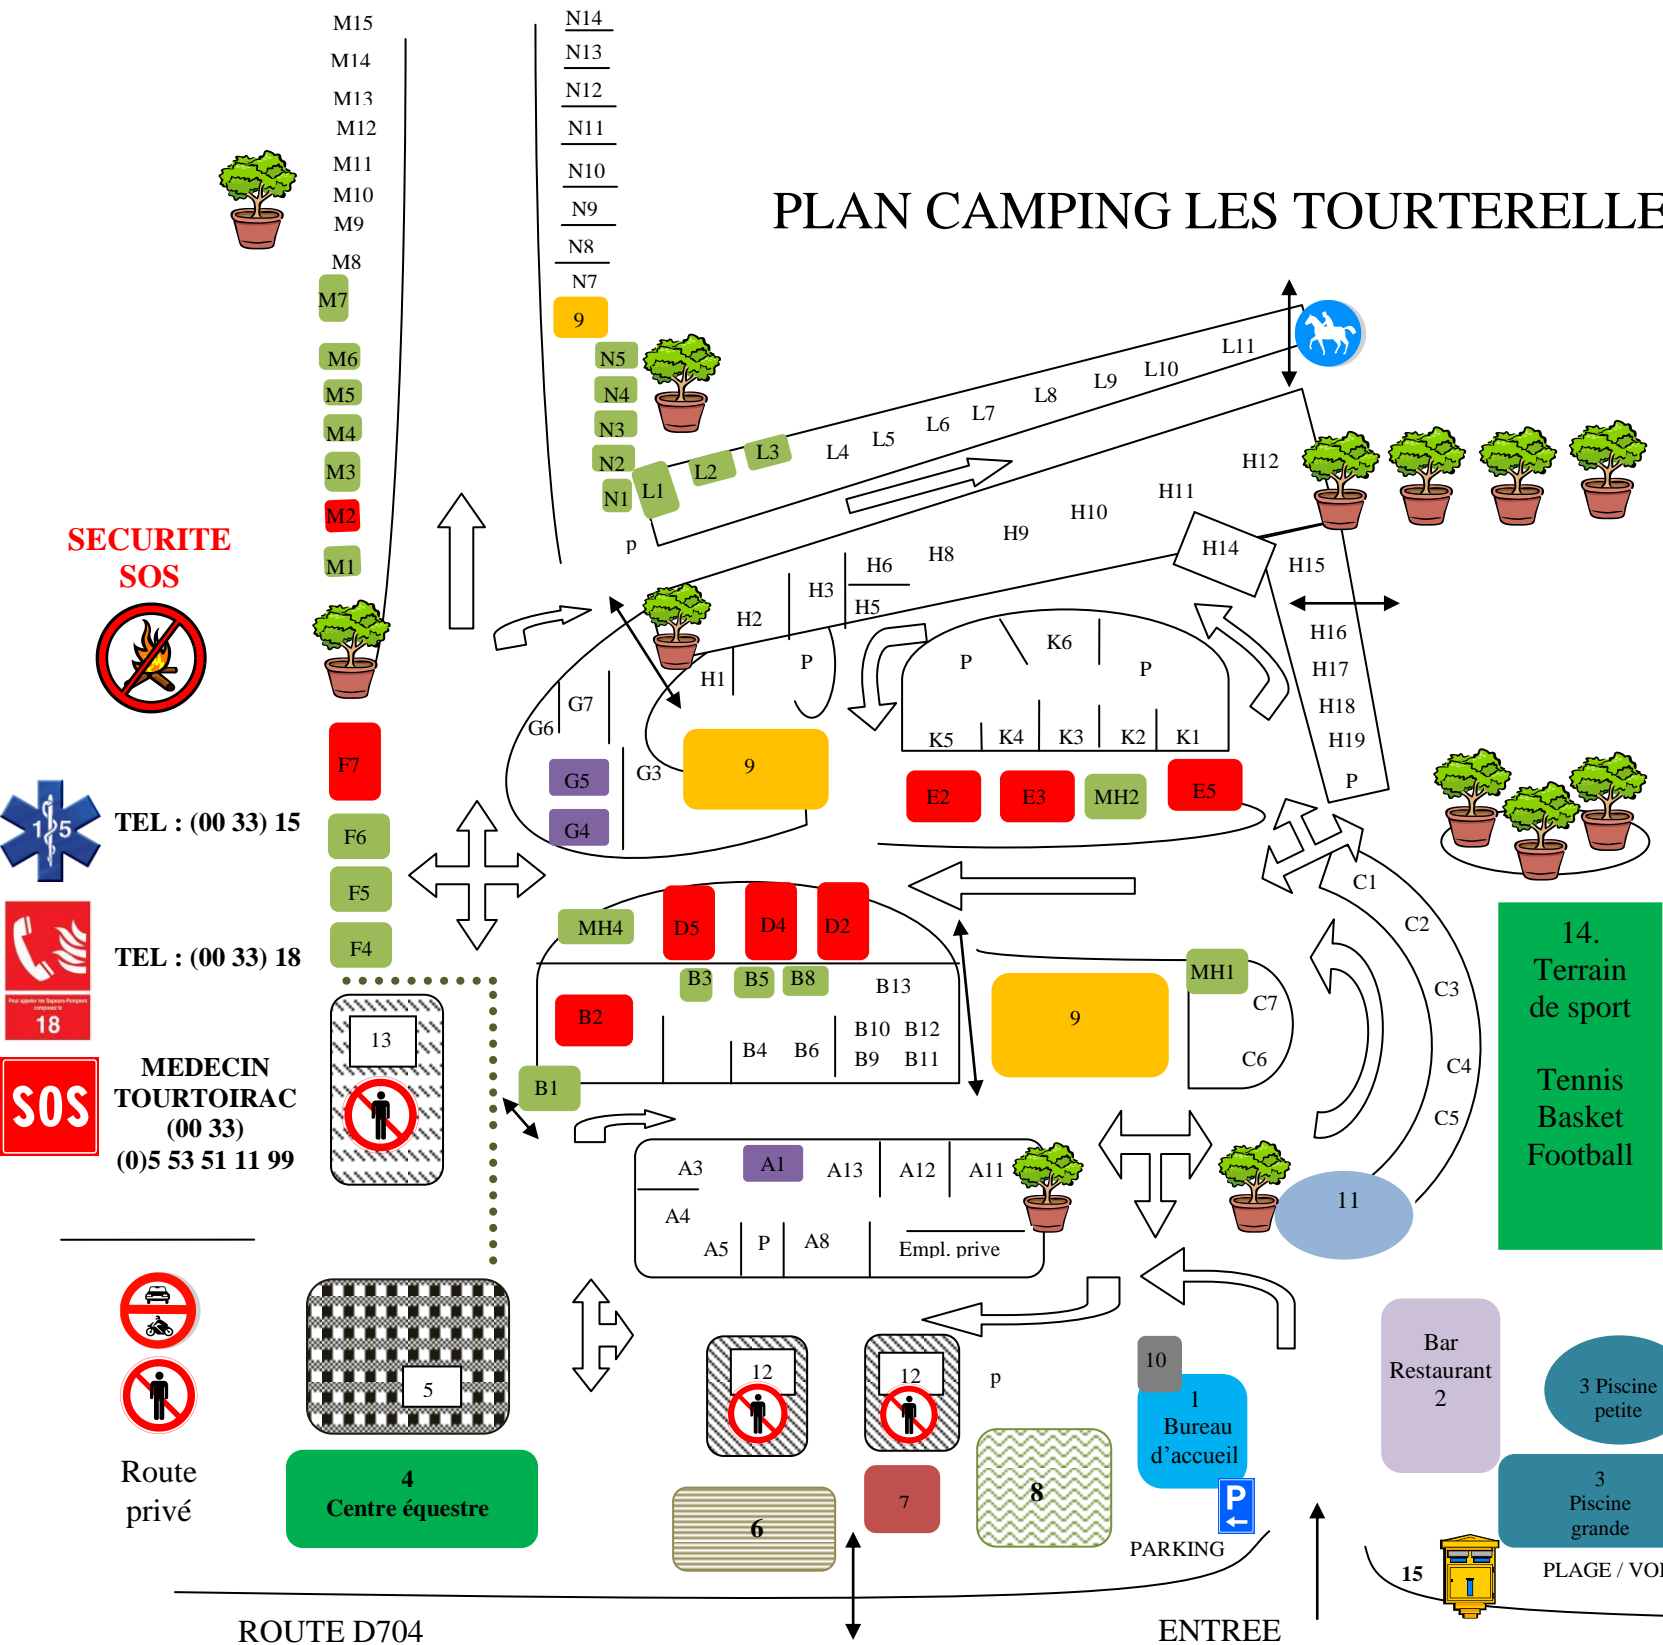 PLAN CAMPING LES TOURTERELLE
M15
M14
M13
M12
M11
M10
M9
M8
M7
M6
M5
M4
M3
M2
M1
N14
N13
N12
N11
N10
N9
N8
N7
9
N5
N4
N3
N2
N1
L1
L2
L3
L4
L5
L6
L7
L8
L9
L10
L11
p
H12
H11
H10
H9
H8
H6
H5
H3
H2
H1
P
H14
H15
H16
H17
H18
H19
P
SECURITE
SOS
F7
F6
F5
F4
G7
G6
G5
G4
G3
9
P
K6
P
K5
K4
K3
K2
K1
E2
E3
MH2
E5
15
TEL : (00 33) 15
TEL : (00 33) 18
Pour appeler les Sapeurs-Pompiers
composez le
18
SOS
MEDECIN
TOURTOIRAC
(00 33)
(0)5 53 51 11 99
13
MH4
D5
D4
D2
B3
B5
B8
B13
B2
B4
B6
B10
B12
B9
B11
B1
9
MH1
C7
C6
C1
C2
C3
C4
C5
14.
Terrain
de sport
Tennis
Basket
Football
A3
A1
A13
A12
A11
A4
A5
P
A8
Empl. prive
11
5
12
12
p
10
1
Bureau
d'accueil
Bar
Restaurant
2
3 Piscine
petite
3
Piscine
grande
Route
privé
4
Centre équestre
6
7
8
P
PARKING
15
PLAGE / VOI
ROUTE D704
ENTREE